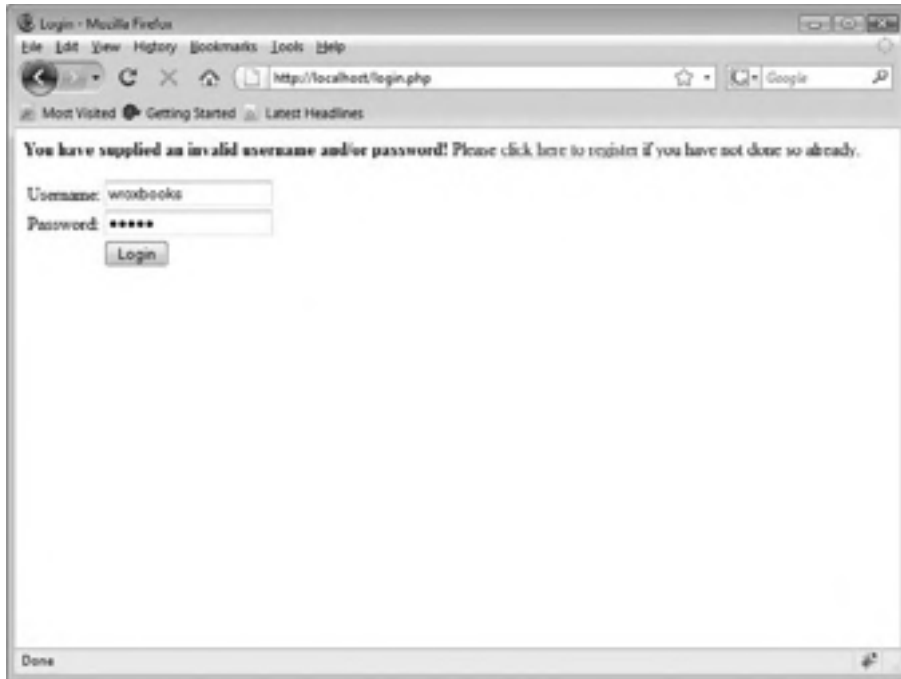 Login - Mozilla Firefox
File Edit View History Bookmarks Tools Help
http://localhost/login.php
Google
Most Visited Getting Started Latest Headlines
You have supplied an invalid username and/or password! Please click here to register if you have not done so already.
Username: wroxbooks
Password: •••••
Login
Done